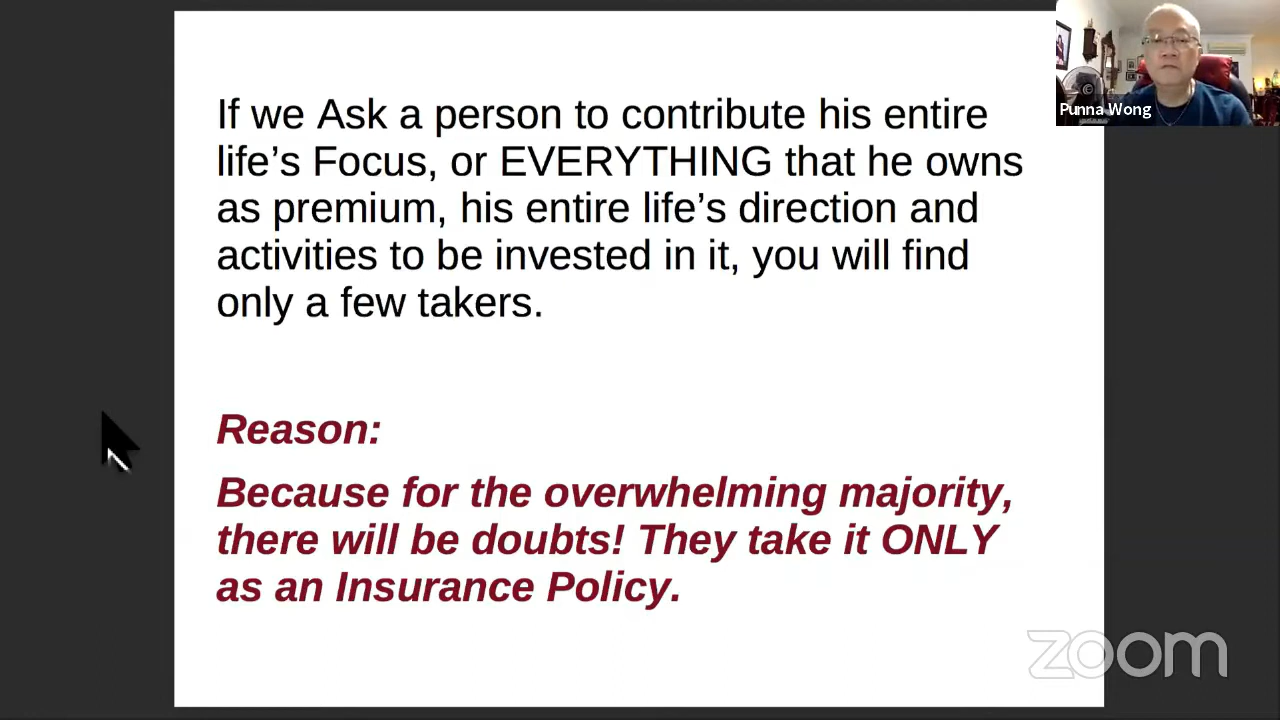 If we Ask a person to contribute his entire
life’s Focus, or EVERYTHING that he owns
as premium, his entire life’s direction and
activities to be invested in it, you will find
only a few takers.
Reason:
Because for the overwhelming majority,
there will be doubts! They take it ONLY
as an Insurance Policy.
©
Punna Wong
zoom